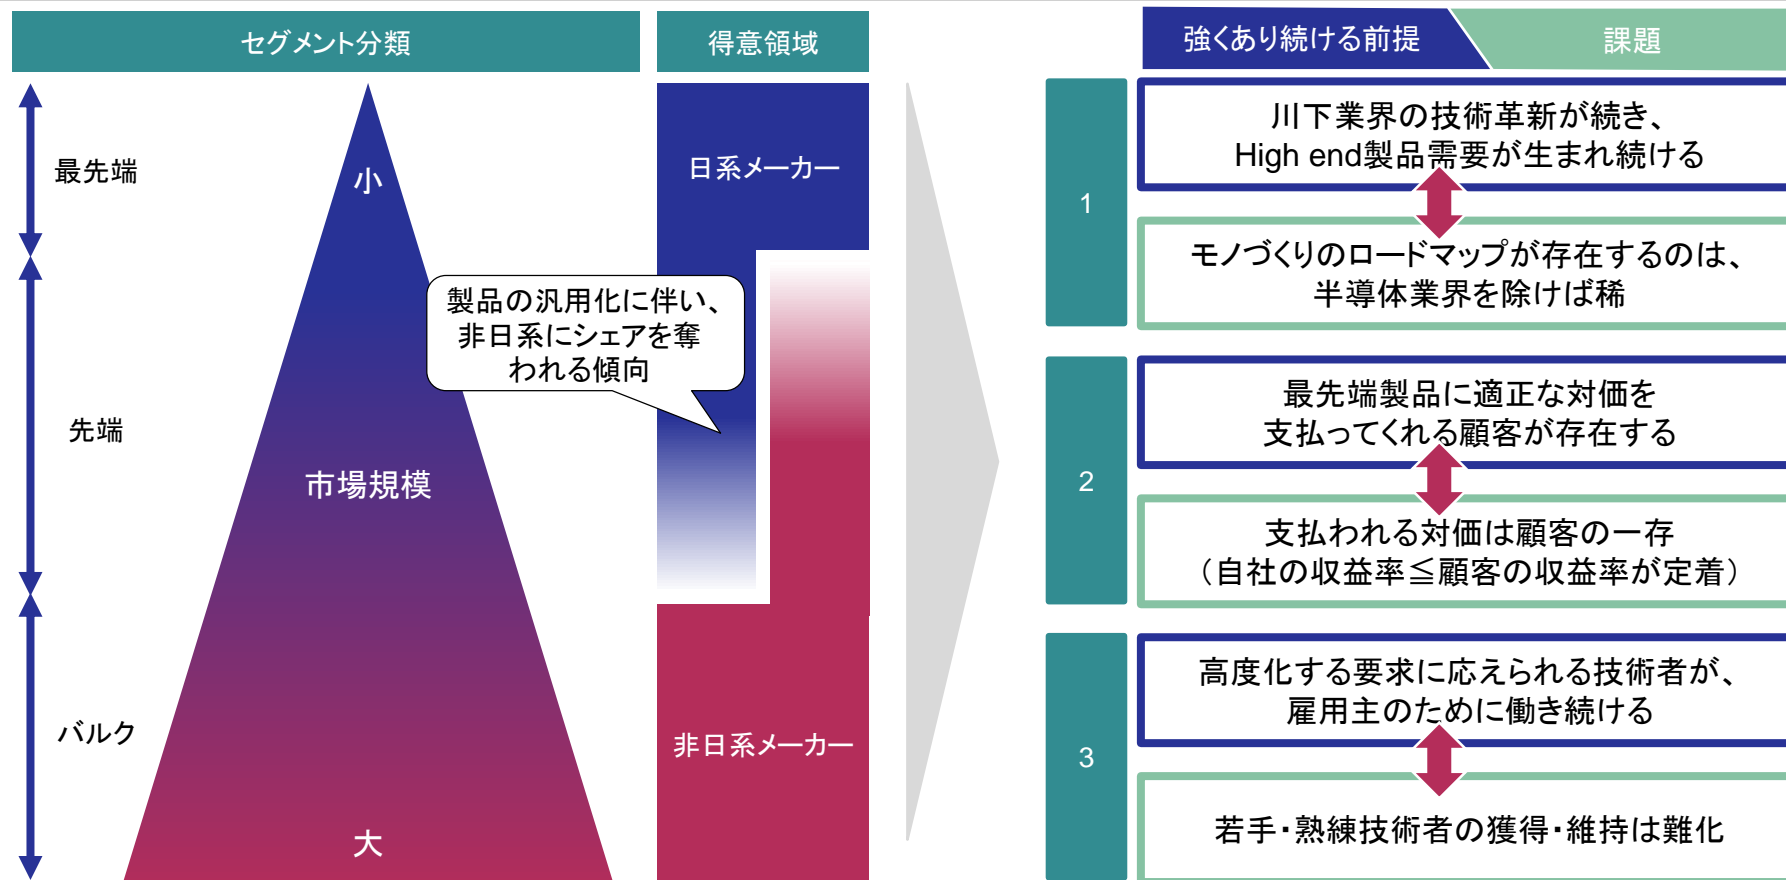 セグメント分類
得意領域
最先端
先端
バルク
小
市場規模
大
日系メーカー
製品の汎用化に伴い、
非日系にシェアを奪
われる傾向
非日系メーカー
強くあり続ける前提
課題
1
川下業界の技術革新が続き、
High end製品需要が生まれ続ける
モノづくりのロードマップが存在するのは、
半導体業界を除けば稀
2
最先端製品に適正な対価を
支払ってくれる顧客が存在する
支払われる対価は顧客の一存
（自社の収益率≦顧客の収益率が定着）
3
高度化する要求に応えられる技術者が、
雇用主のために働き続ける
若手・熟練技術者の獲得・維持は難化